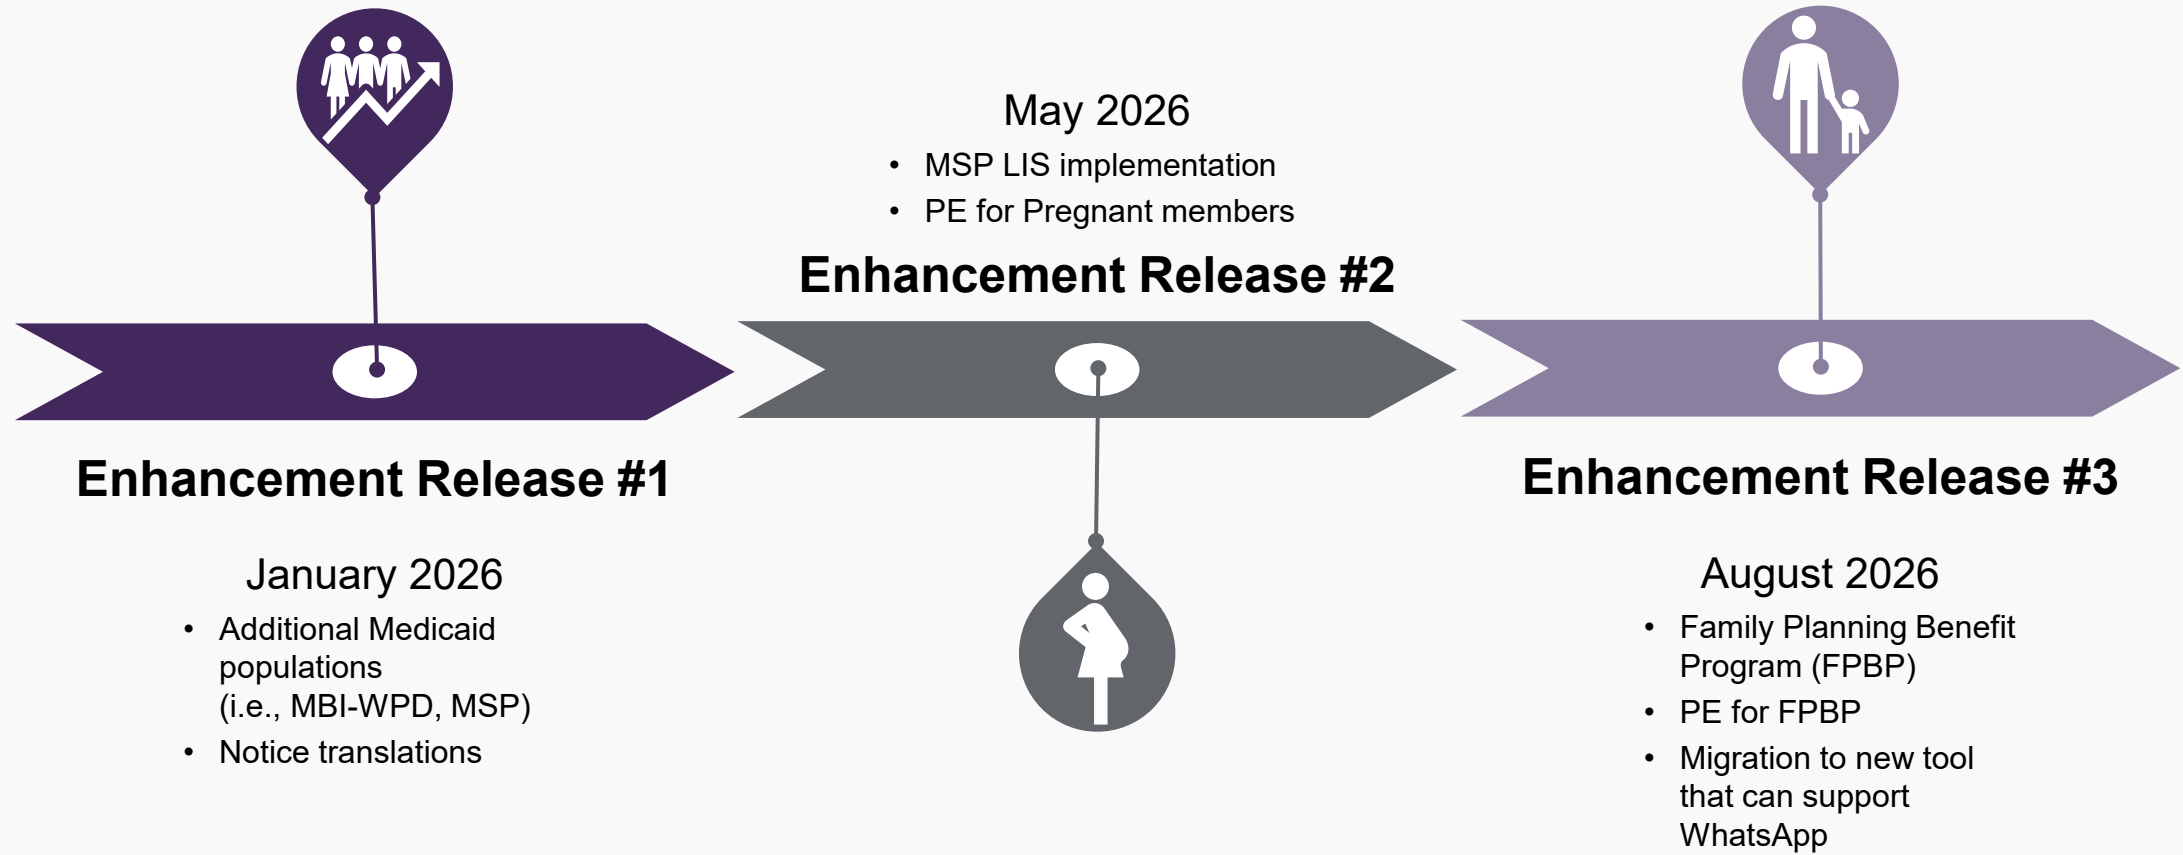 Enhancement Release #1
January 2026
• Additional Medicaid
populations
(i.e., MBI-WPD, MSP)
• Notice translations
May 2026
• MSP LIS implementation
• PE for Pregnant members
Enhancement Release #2
Enhancement Release #3
August 2026
• Family Planning Benefit
Program (FPBP)
• PE for FPBP
• Migration to new tool
that can support
WhatsApp